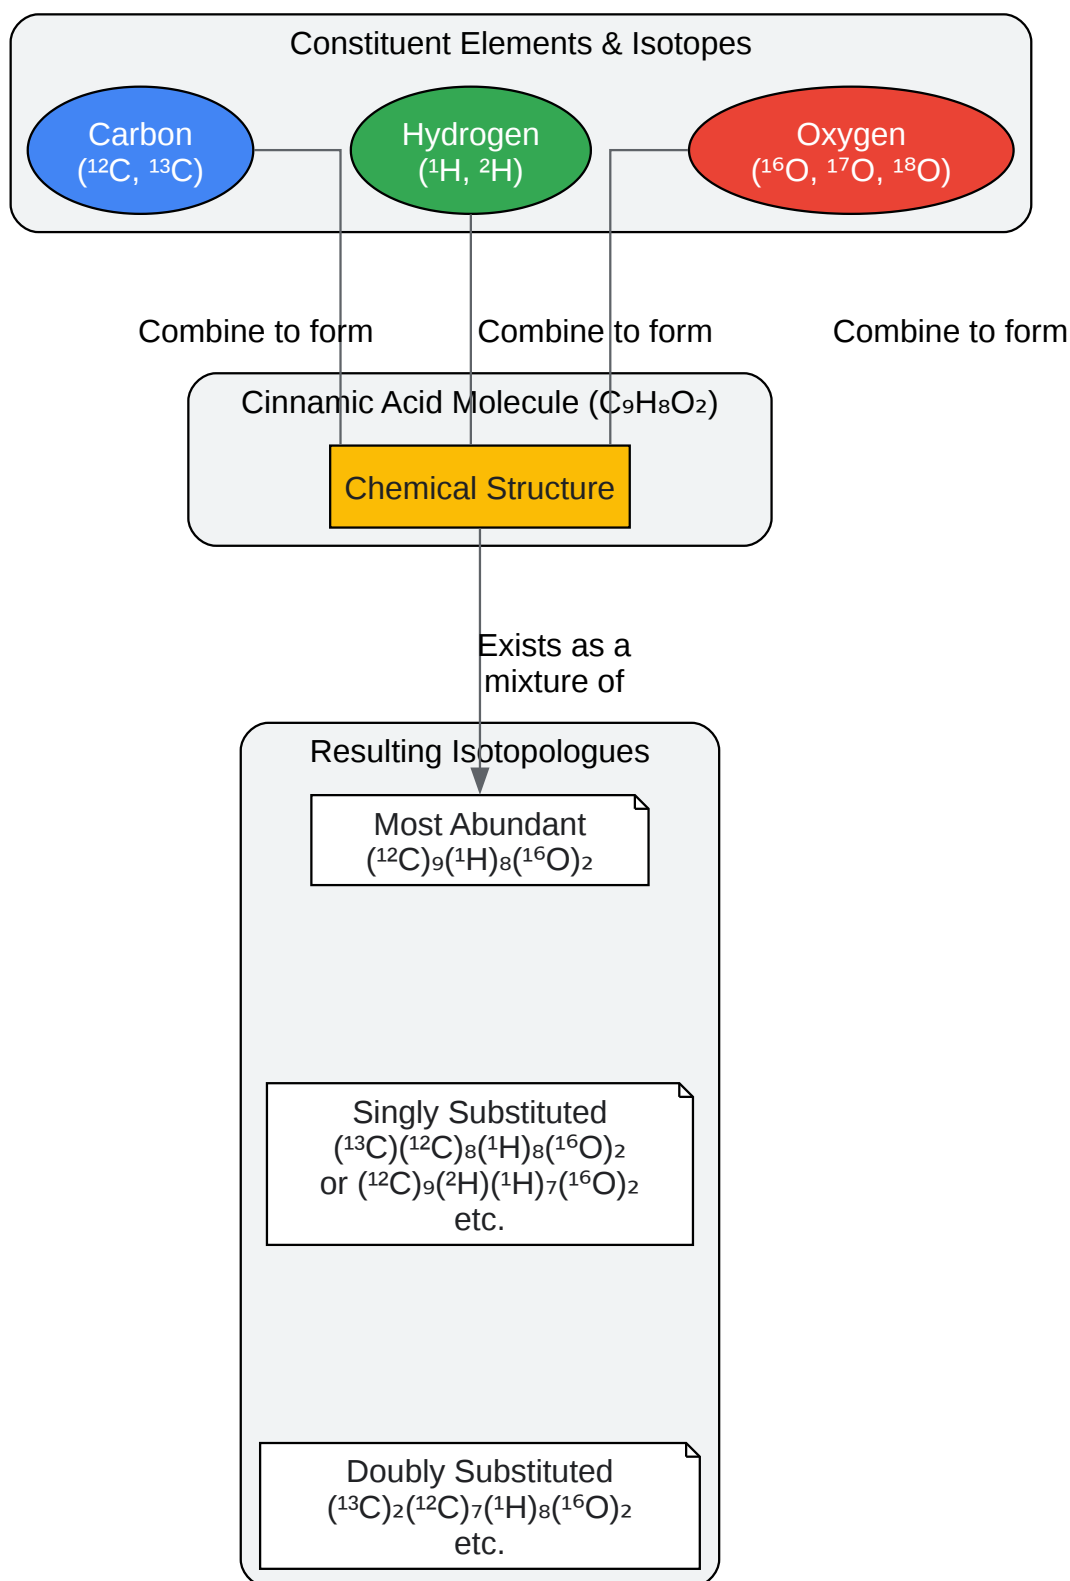 Constituent Elements & Isotopes
Carbon
(¹²C, ¹³C)
Hydrogen
(¹H, ²H)
Oxygen
(¹⁶O, ¹⁷O, ¹⁸O)
Combine to form
Combine to form
Combine to form
Cinnamic Acid Molecule (C₉H₈O₂)
Chemical Structure
Exists as a
mixture of
Resulting Isotopologues
Most Abundant
(¹²C)₉(¹H)₈(¹⁶O)₂
Singly Substituted
(¹³C)(¹²C)₈(¹H)₈(¹⁶O)₂
or (¹²C)₉(²H)(¹H)₇(¹⁶O)₂
etc.
Doubly Substituted
(¹³C)₂(¹²C)₇(¹H)₈(¹⁶O)₂
etc.